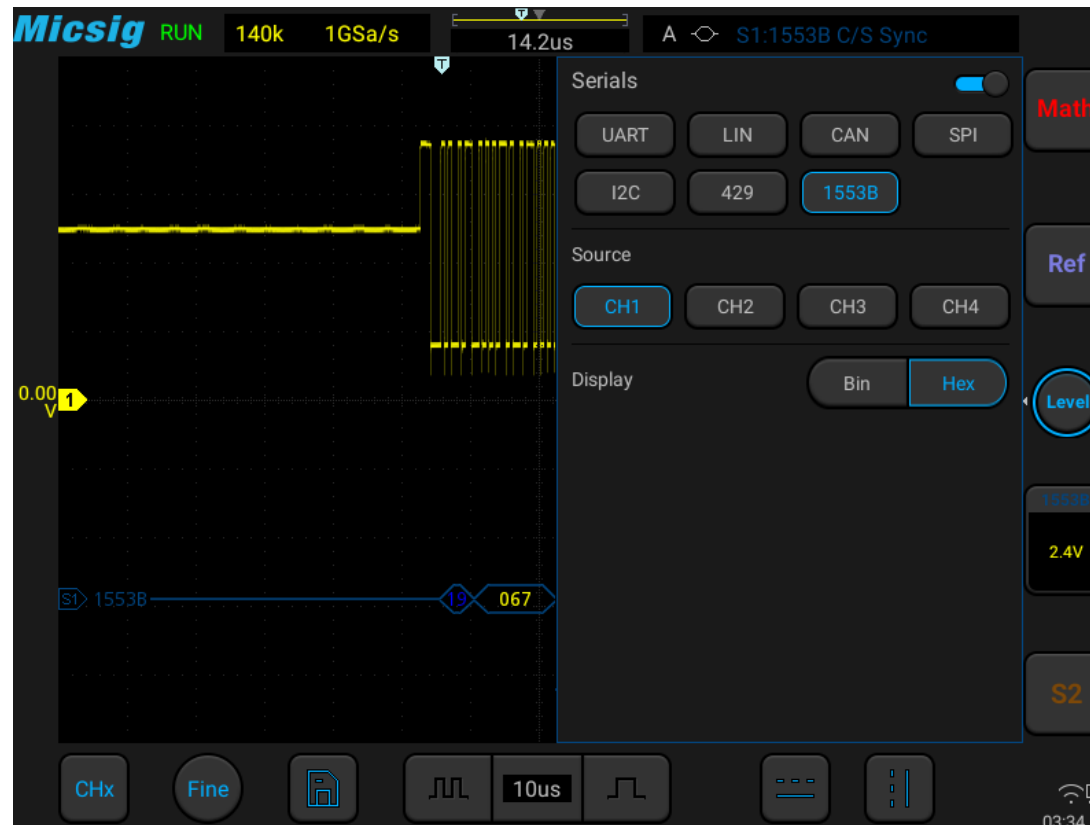 Micsig RUN 140k 1GSa/s T 14.2us A S1:1553B C/S Sync
T
Serials
Math
UART LIN CAN SPI
I2C 429 1553B
Source
Ref
CH1 CH2 CH3 CH4
Display
Bin Hex
0.00
V
1
Level
1553B
2.4V
S1 1553B 19 067
S2
CHx Fine 10us
03:34